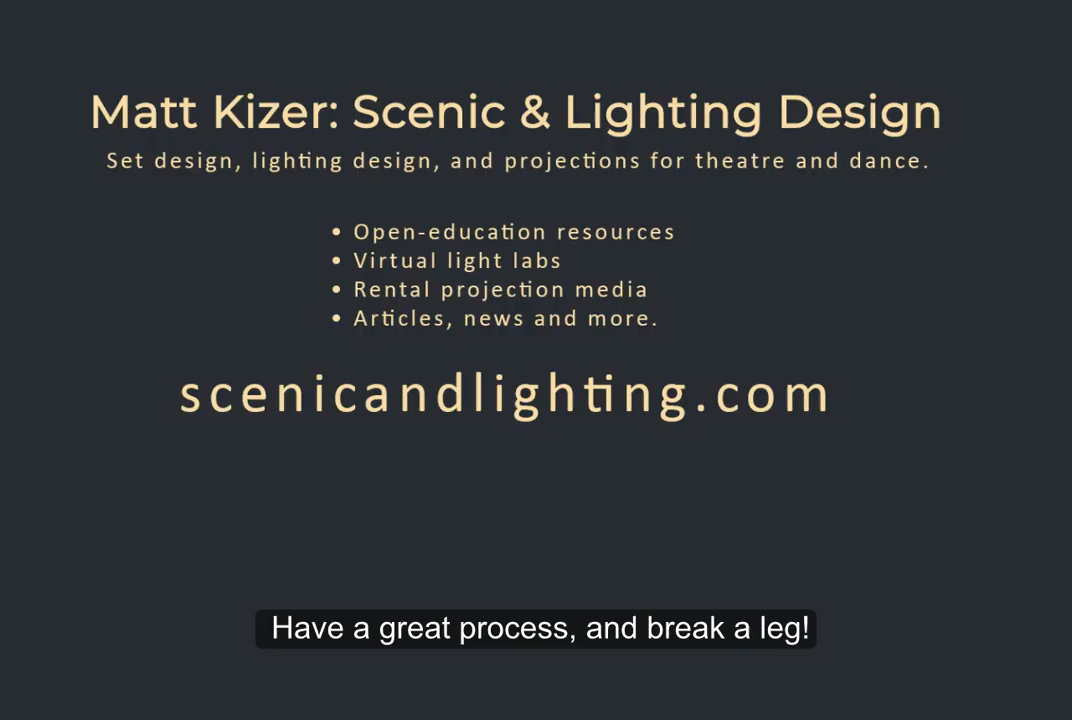 Matt Kizer: Scenic & Lighting Design
Set design, lighting design, and projections for theatre and dance.
• Open-education resources
• Virtual light labs
• Rental projection media
• Articles, news and more.
scenicandlighting.com
Have a great process, and break a leg!